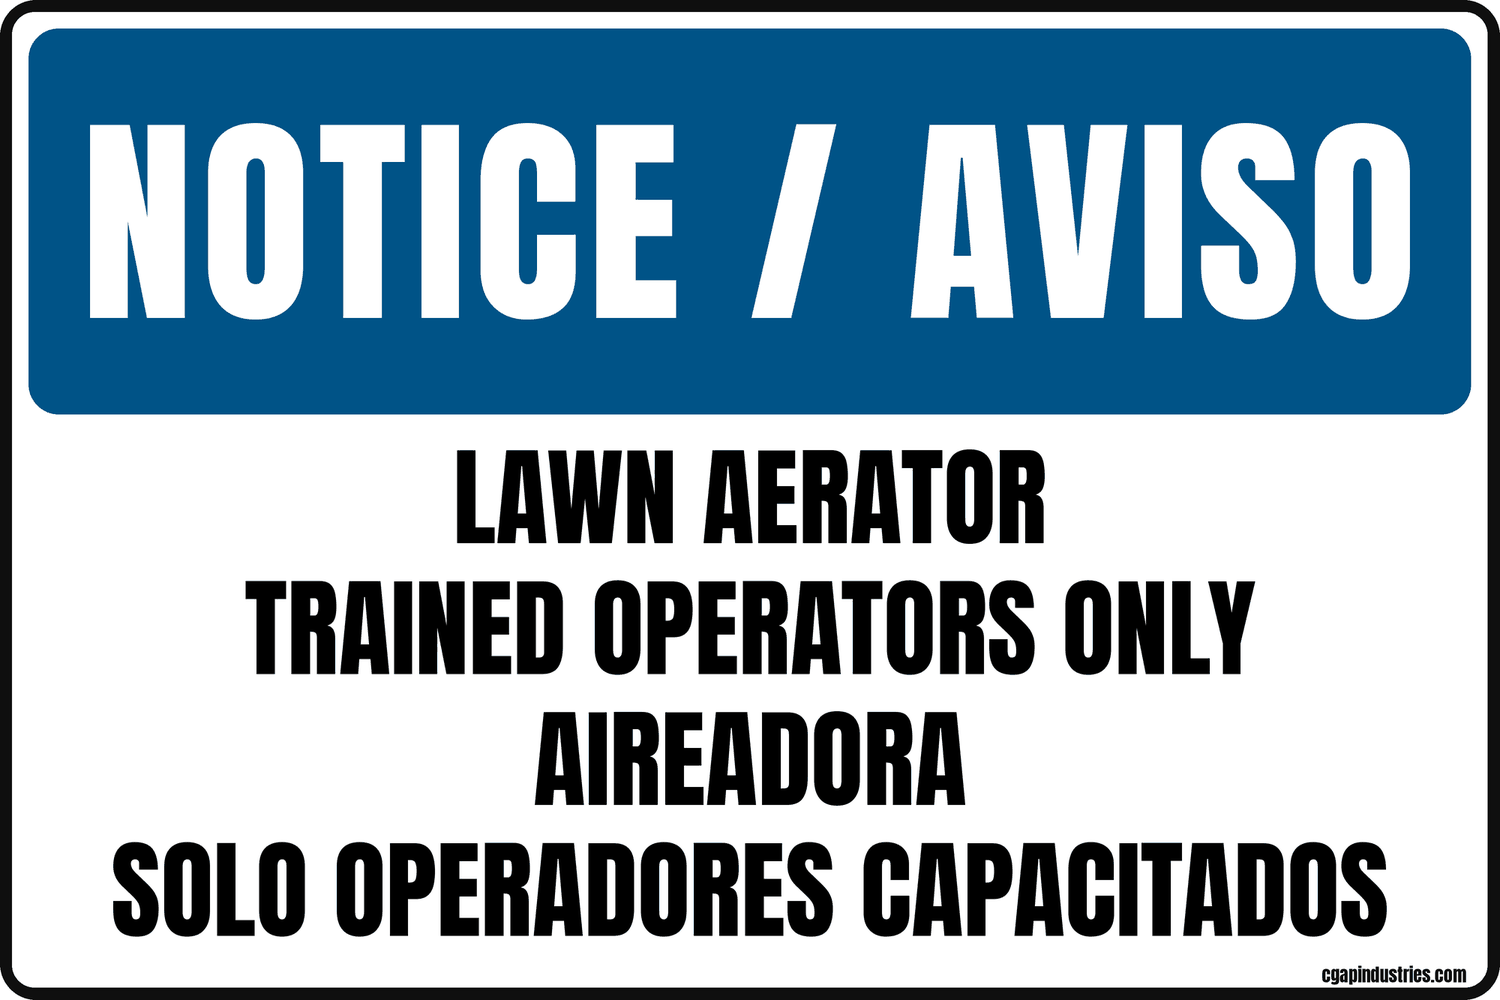 NOTICE / AVISO
LAWN AERATOR
TRAINED OPERATORS ONLY
AIREADORA
SOLO OPERADORES CAPACITADOS
cgapindustries.com